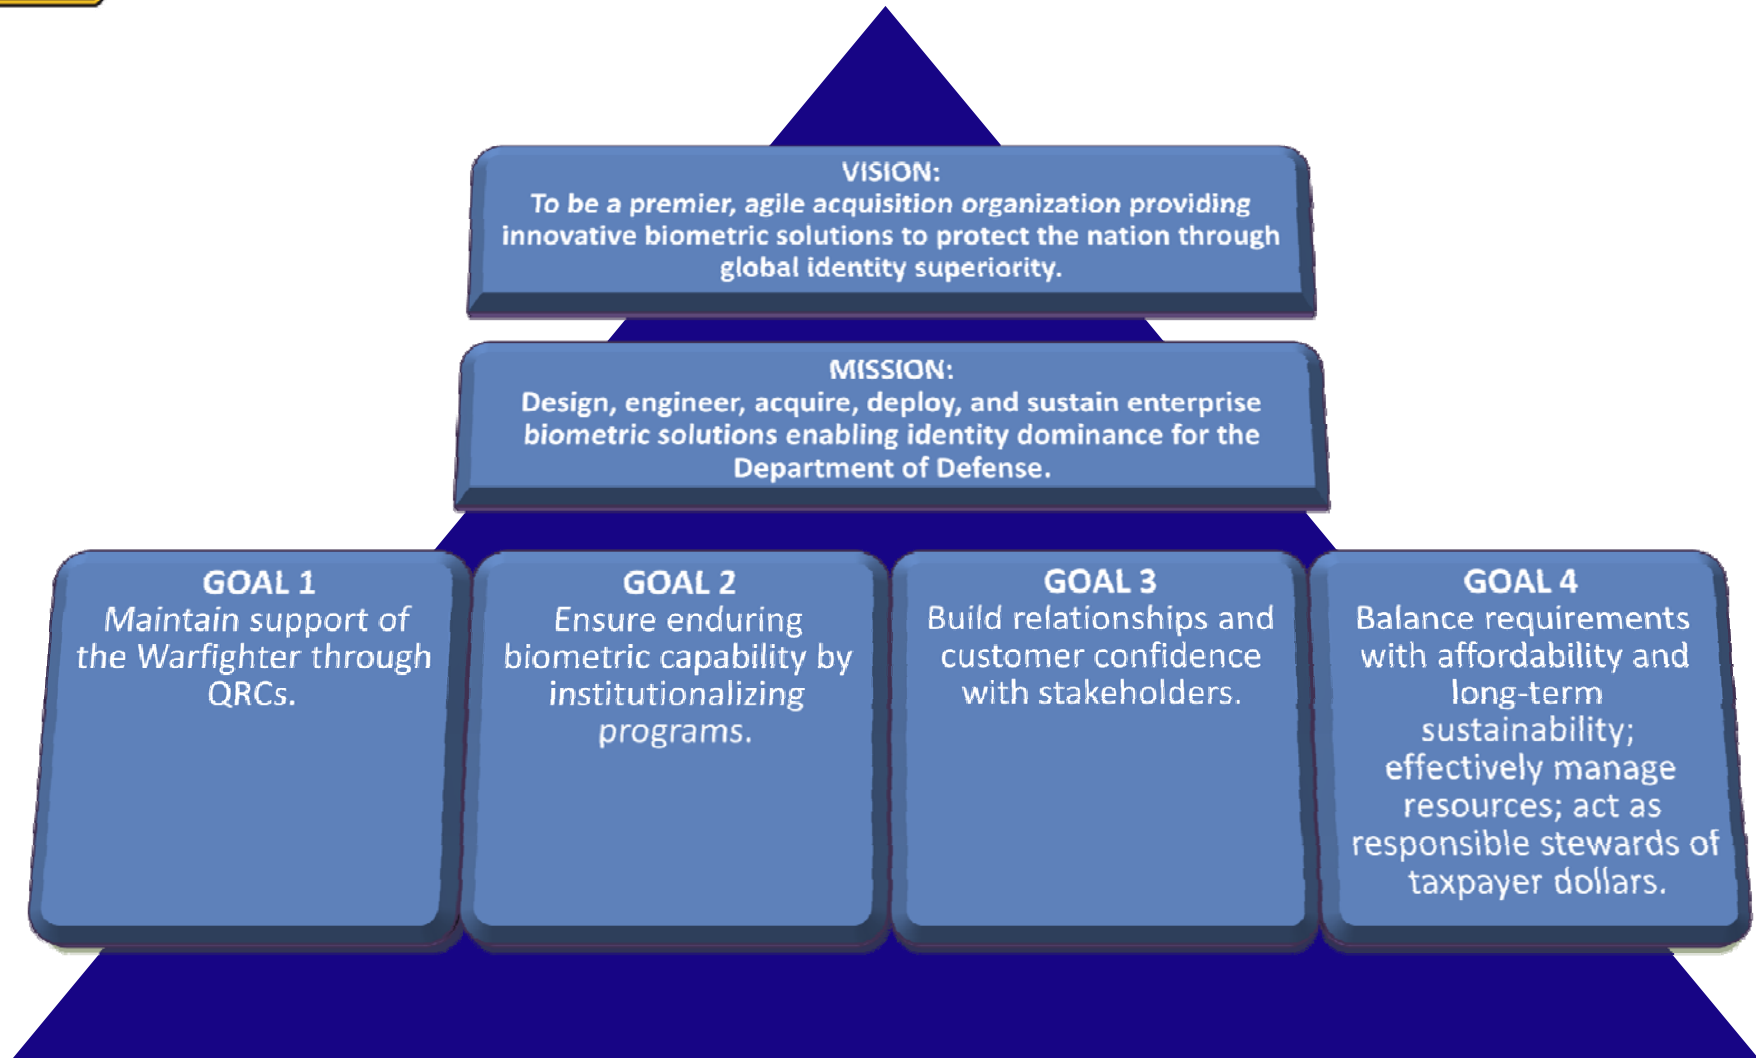 VISION:
To be a premier, agile acquisition organization providing
innovative biometric solutions to protect the nation through
global identity superiority.
MISSION:
Design, engineer, acquire, deploy, and sustain enterprise
biometric solutions enabling identity dominance for the
Department of Defense.
GOAL 1
Maintain support of
the Warfighter through
QRCs.
GOAL 2
Ensure enduring
biometric capability by
institutionalizing
programs.
GOAL 3
Build relationships and
customer confidence
with stakeholders.
GOAL 4
Balance requirements
with affordability and
long-term
sustainability;
effectively manage
resources; act as
responsible stewards of
taxpayer dollars.